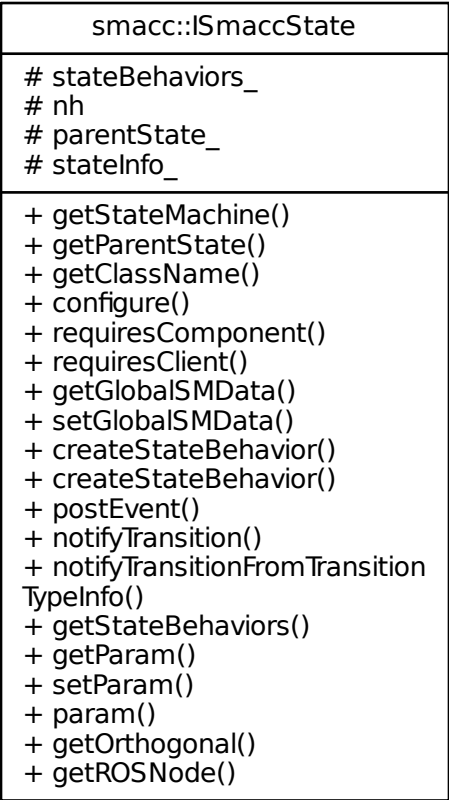 smacc::ISmaccState
# stateBehaviors_
# nh
# parentState_
# stateInfo_
+ getStateMachine()
+ getParentState()
+ getClassName()
+ configure()
+ requiresComponent()
+ requiresClient()
+ getGlobalSMData()
+ setGlobalSMData()
+ createStateBehavior()
+ createStateBehavior()
+ postEvent()
+ notifyTransition()
+ notifyTransitionFromTransition
TypeInfo()
+ getStateBehaviors()
+ getParam()
+ setParam()
+ param()
+ getOrthogonal()
+ getROSNode()